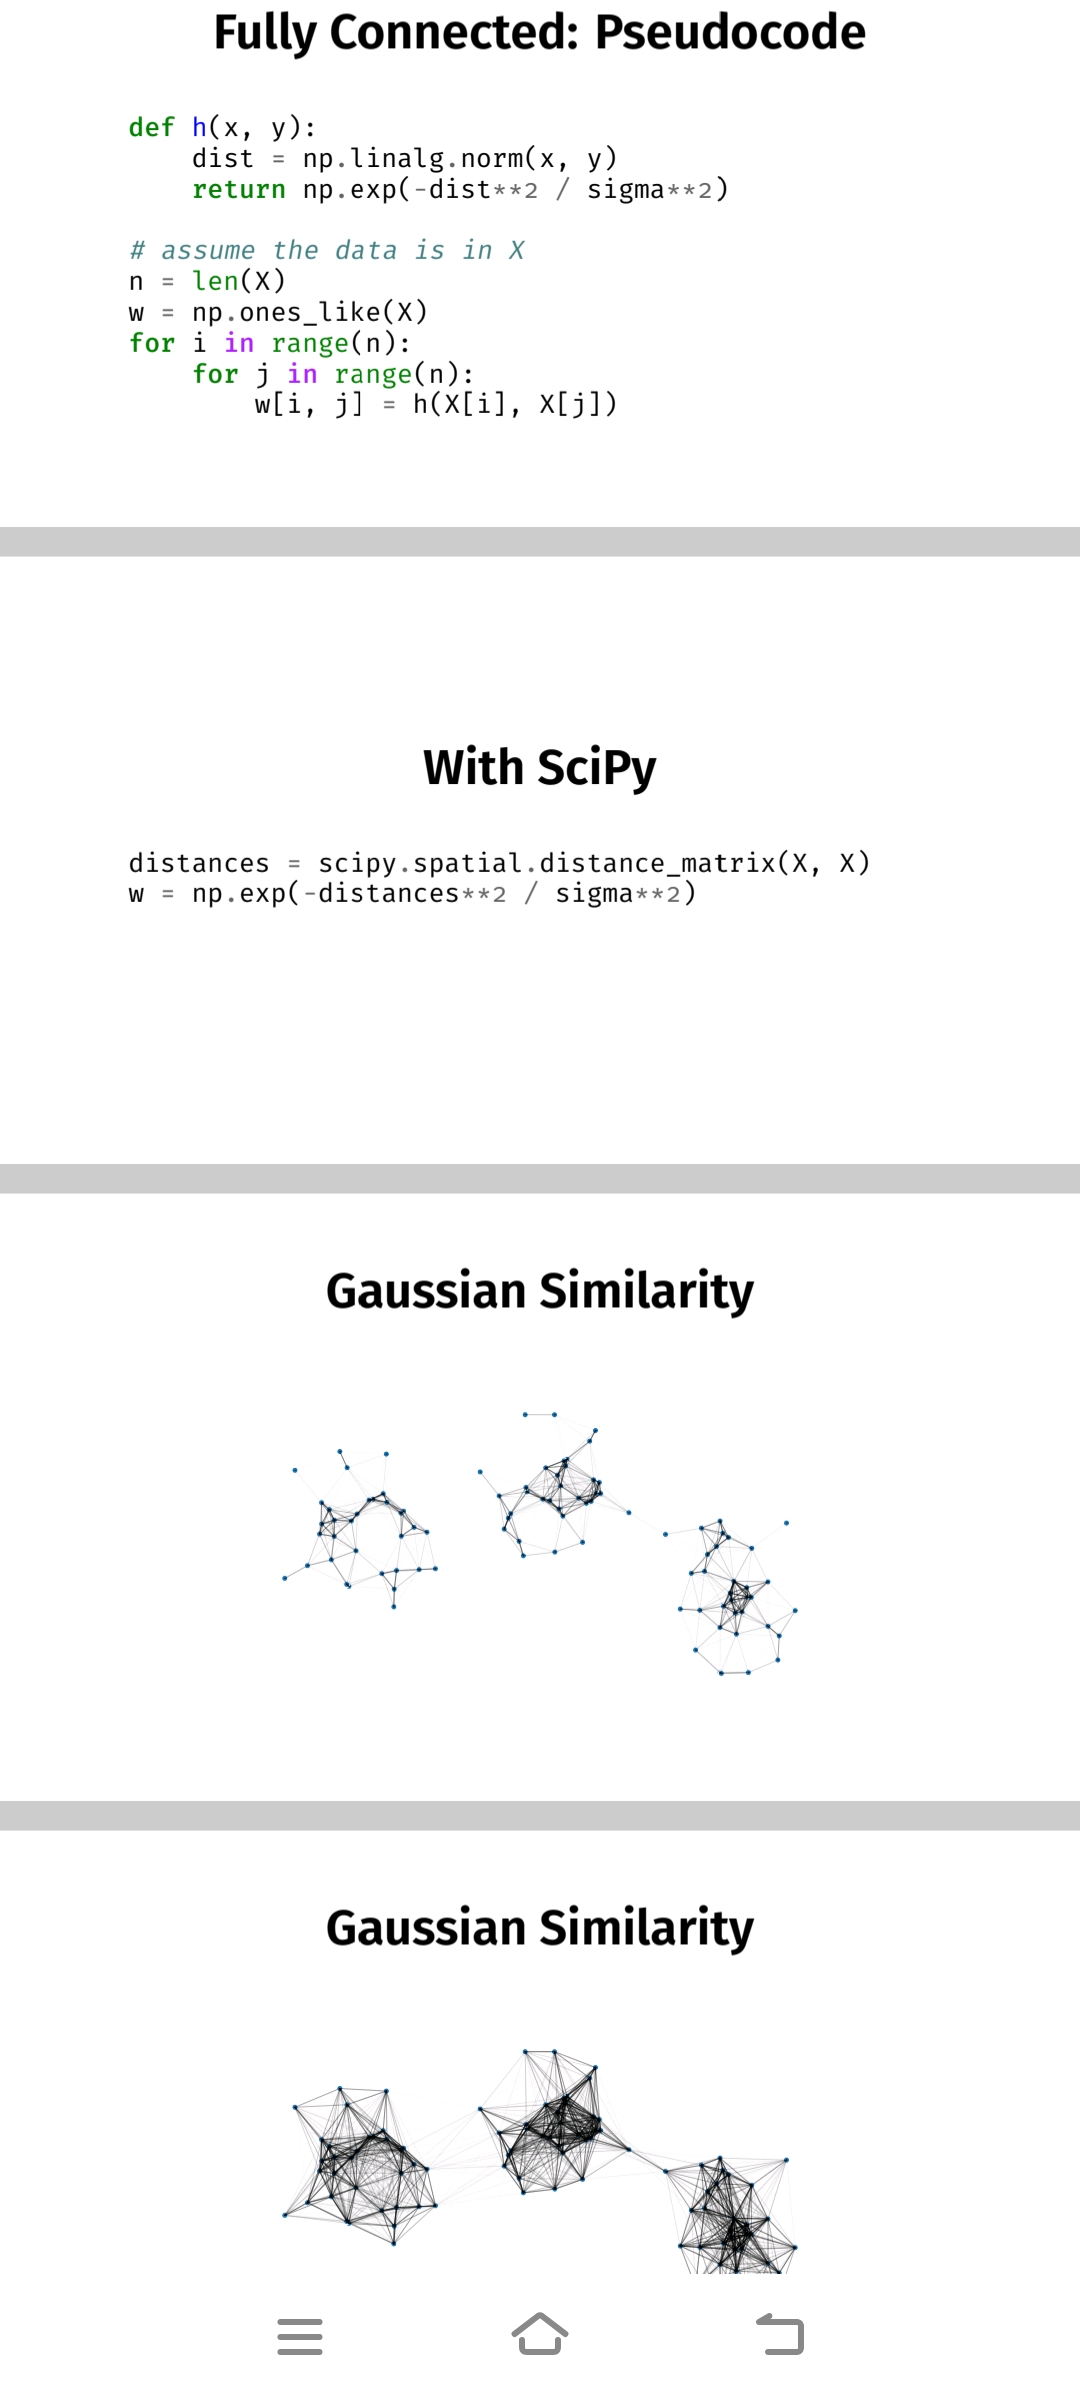 Fully Connected: Pseudocode
def h(x, y):
    dist = np.linalg.norm(x, y)
    return np.exp(-dist**2 / sigma**2)
# assume the data is in X
n = len(X)
w = np.ones_like(X)
for i in range(n):
    for j in range(n):
        w[i, j] = h(X[i], X[j])
With SciPy
distances = scipy.spatial.distance_matrix(X, X)
w = np.exp(-distances**2 / sigma**2)
Gaussian Similarity
Gaussian Similarity